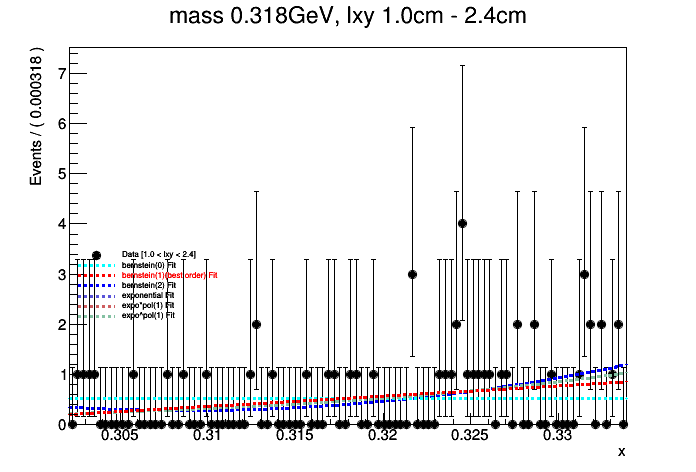 mass 0.318GeV, lxy 1.0cm - 2.4cm
Events / ( 0.000318 )
7
6
5
4
3
2
1
0
Data [1.0 < lxy < 2.4]
bernstein(0) Fit
bernstein(1)(best order) Fit
bernstein(2) Fit
exponential Fit
expo*pol(1) Fit
expo^pol(1) Fit
0.305 0.31 0.315 0.32 0.325 0.33
x